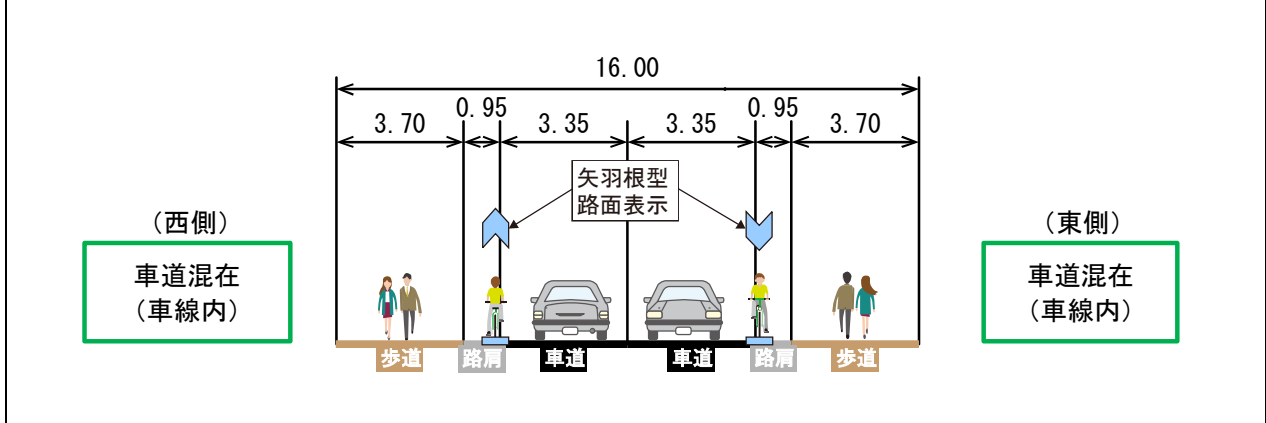 16.00
0.95 0.95
3.70 3.35 3.35 3.70
矢羽根型
路面表示
（西側）
車道混在
（車線内）
（東側）
車道混在
（車線内）
歩道 路肩 車道 車道 路肩 歩道